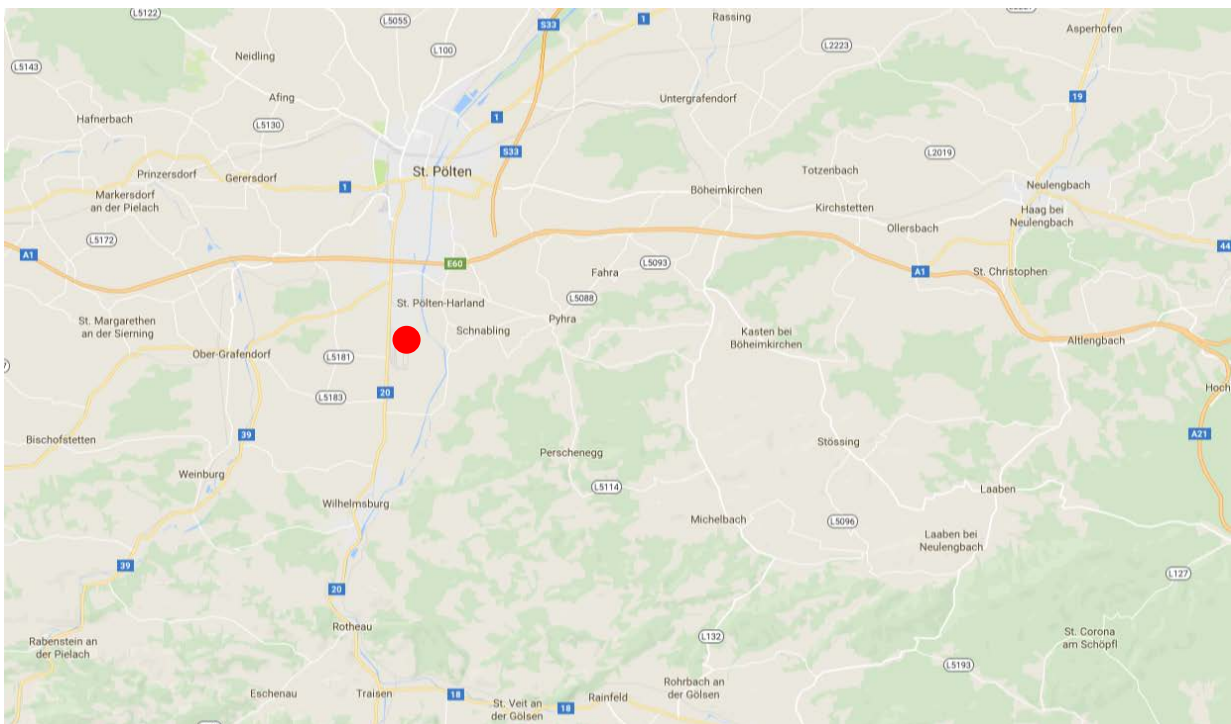 L5122
L5055
S33
1
Rassing
Asperhofen
Neidling
L100
L2223
L5143
Afing
Untergrafendorf
19
Hafnerbach
L5130
1
S33
L2019
Prinzersdorf
Gerersdorf
1
St. Pölten
Totzenbach
Neulengbach
Markersdorf
an der Pielach
Böheimkirchen
Kirchstetten
Haag bei
Neulengbach
L5172
Ollersbach
44
A1
E60
Fahra
L5093
A1
St. Christophen
St. Pölten-Harland
L5088
St. Margarethen
an der Sierning
Schnabling
Pyhra
Kasten bei
Böheimkirchen
Altlengbach
Ober-Grafendorf
L5181
20
L5183
Hoch
Bischofstetten
39
Stössing
A21
Perschenegg
Weinburg
L5114
Laaben
Wilhelmsburg
Michelbach
L5096
Laaben bei
Neulengbach
39
20
L127
Rotheau
Rabenstein an
der Pielach
L132
St. Corona
am Schöpfl
L5193
Eschenau
Traisen
18
Rohrbach an
der Gölsen
St. Veit an
der Gölsen
18
Rainfeld